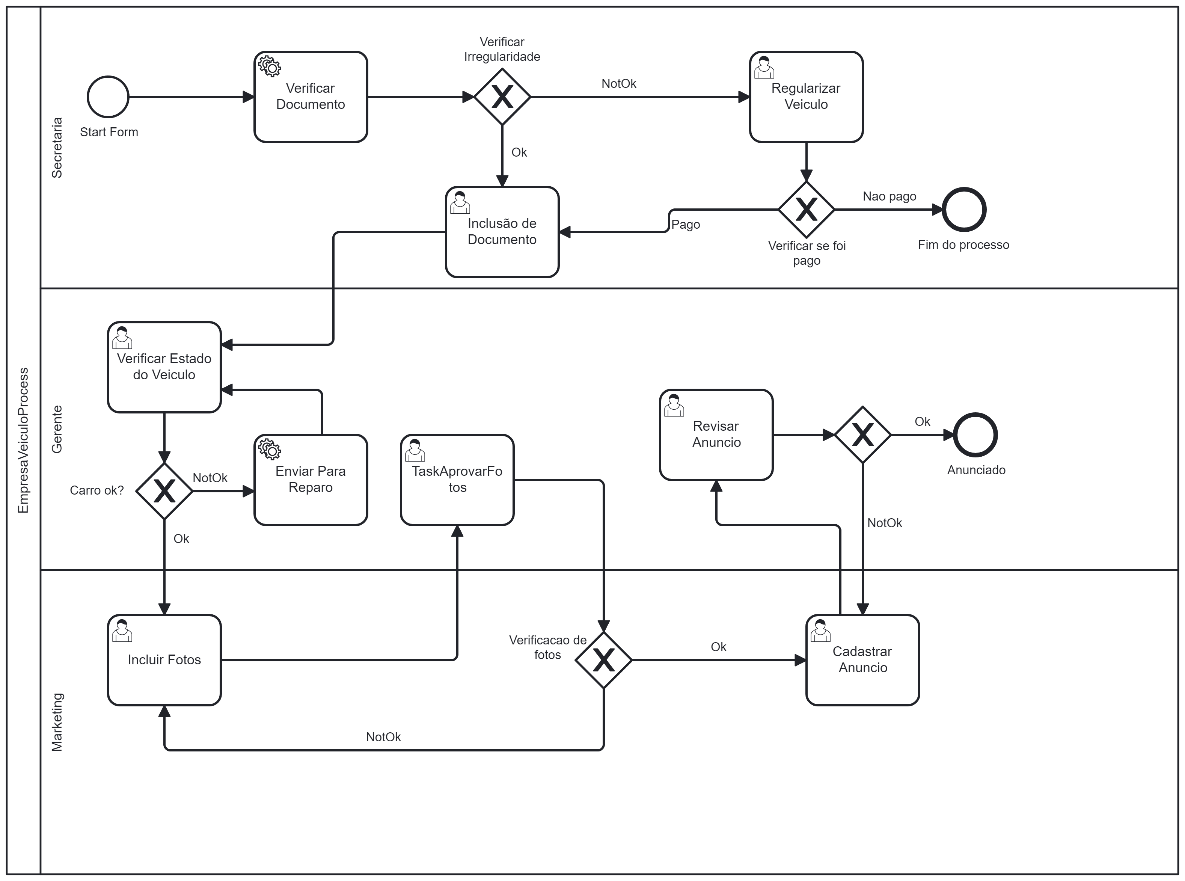 EmpresaVeiculoProcess
Secretaria
Start Form
Verificar
Documento
Verificar
Irregularidade
NotOk
Regularizar
Veiculo
Ok
Inclusão de
Documento
Pago
Verificar se foi
pago
Nao pago
Fim do processo
Gerente
Verificar Estado
do Veiculo
Carro ok?
NotOk
Enviar Para
Reparo
Ok
TaskAprovarFo
tos
Revisar
Anuncio
Ok
Anunciado
NotOk
Marketing
Incluir Fotos
Verificacao de
fotos
Ok
Cadastrar
Anuncio
NotOk